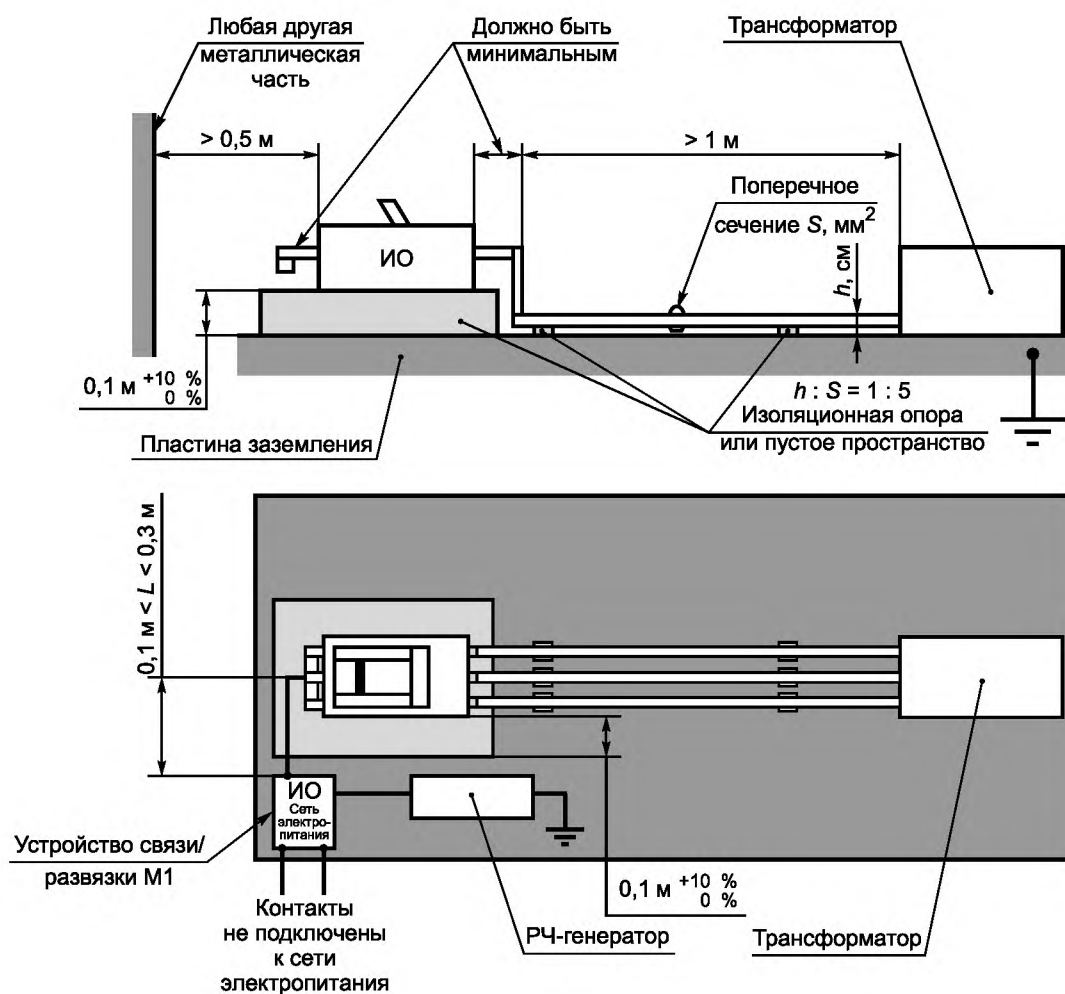 Любая другая
металлическая
часть
Должно быть
минимальным
Трансформатор
> 0,5 м
> 1 м
Поперечное
сечение S, мм²
ИО
h, см
0,1 м +10 %
0 %
h : S = 1 : 5
Изоляционная опора
или пустое пространство
Пластина заземления
0,1 м < L < 0,3 м
ИО
Сеть
электро-
питания
Устройство связи/
развязки М1
0,1 м +10 %
0 %
Контакты
не подключены
к сети
электропитания
РЧ-генератор
Трансформатор